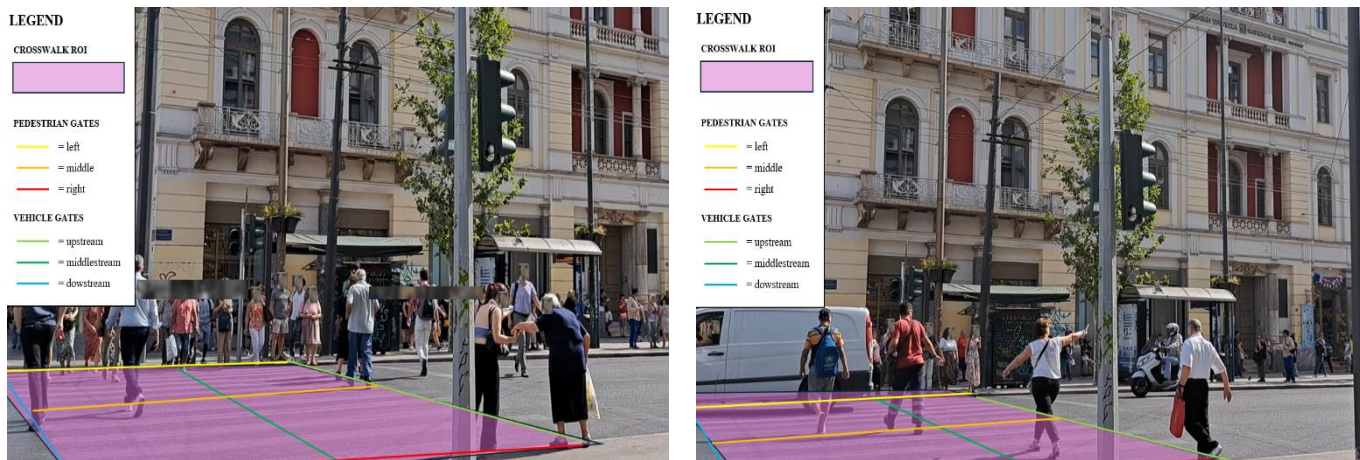 LEGEND
CROSSWALK ROI
PEDESTRIAN GATES
= left
= middle
= right
VEHICLE GATES
= upstream
= middlestream
= dowstream
LEGEND
CROSSWALK ROI
PEDESTRIAN GATES
= left
= middle
= right
VEHICLE GATES
= upstream
= middlestream
= dowstream